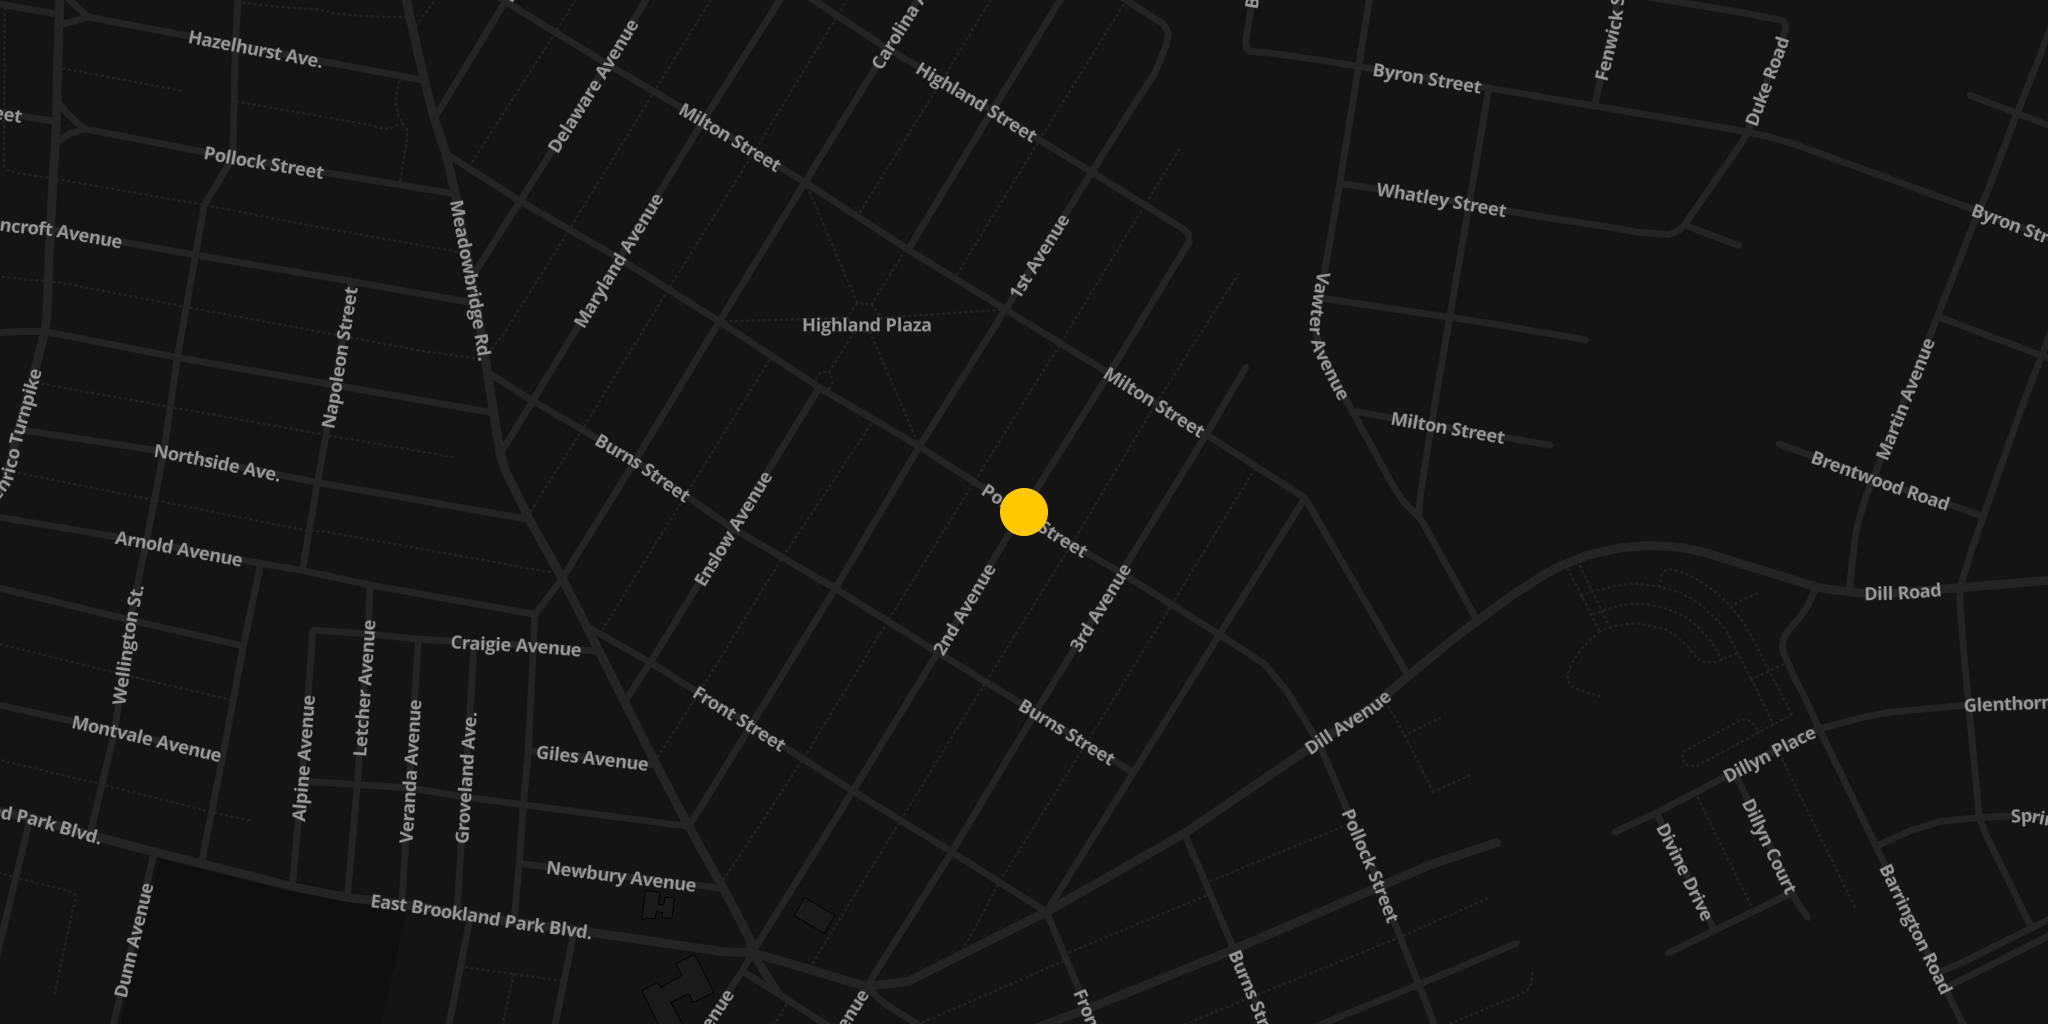 Hazelhurst Ave.
Delaware Avenue
Carolina
Highland Street
Byron Street
Fenwick
Duke Road
eet
Pollock Street
Milton Street
Whatley Street
Byron Str
ncroft Avenue
Meadowbridge Rd.
Maryland Avenue
1st Avenue
Highland Plaza
Vawter Avenue
Napoleon Street
nrico Turnpike
Milton Street
Milton Street
Martin Avenue
Northside Ave.
Burns Street
Enslow Avenue
Po
Street
Brentwood Road
Arnold Avenue
2nd Avenue
3rd Avenue
Dill Road
Wellington St.
Letcher Avenue
Craigie Avenue
Front Street
Burns Street
Dill Avenue
Glenthorn
Montvale Avenue
Alpine Avenue
Veranda Avenue
Groveland Ave.
Giles Avenue
Dillyn Place
d Park Blvd.
Pollock Street
Dillyn Court
Divine Drive
Sprin
Newbury Avenue
East Brookland Park Blvd.
Dunn Avenue
Barrington Road
enue
enue
Fron
Burns Str